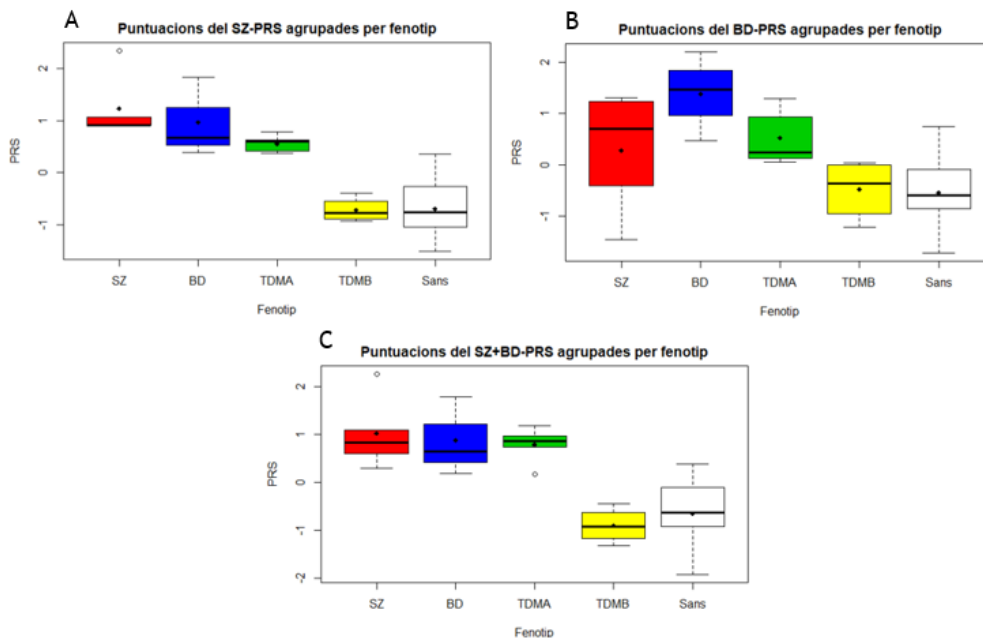 A
Puntuacions del SZ-PRS agrupades per fenotip
PRS
2
1
0
-1
SZ BD TDMA TDMB Sans
Fenotip
B
Puntuacions del BD-PRS agrupades per fenotip
PRS
2
1
0
-1
SZ BD TDMA TDMB Sans
Fenotip
C
Puntuacions del SZ+BD-PRS agrupades per fenotip
PRS
2
1
0
-1
-2
SZ BD TDMA TDMB Sans
Fenotip